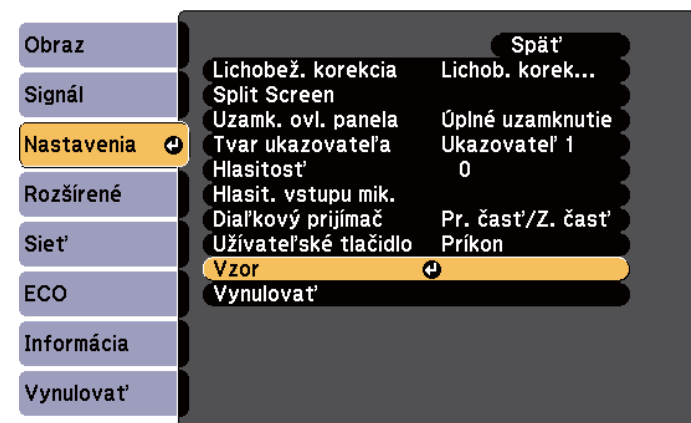 Obraz
Signál
Nastavenia
Rozšírené
Sieť
ECO
Informácia
Vynulovať
Späť
Lichobež. korekcia Lichob. korek...
Split Screen
Uzamk. ovl. panela Úplné uzamknutie
Tvar ukazovateľa Ukazovateľ 1
Hlasitosť 0
Hlasit. vstupu mik.
Diaľkový prijímač Pr. časť/Z. časť
Užívateľské tlačidlo Príkon
Vzor
Vynulovať